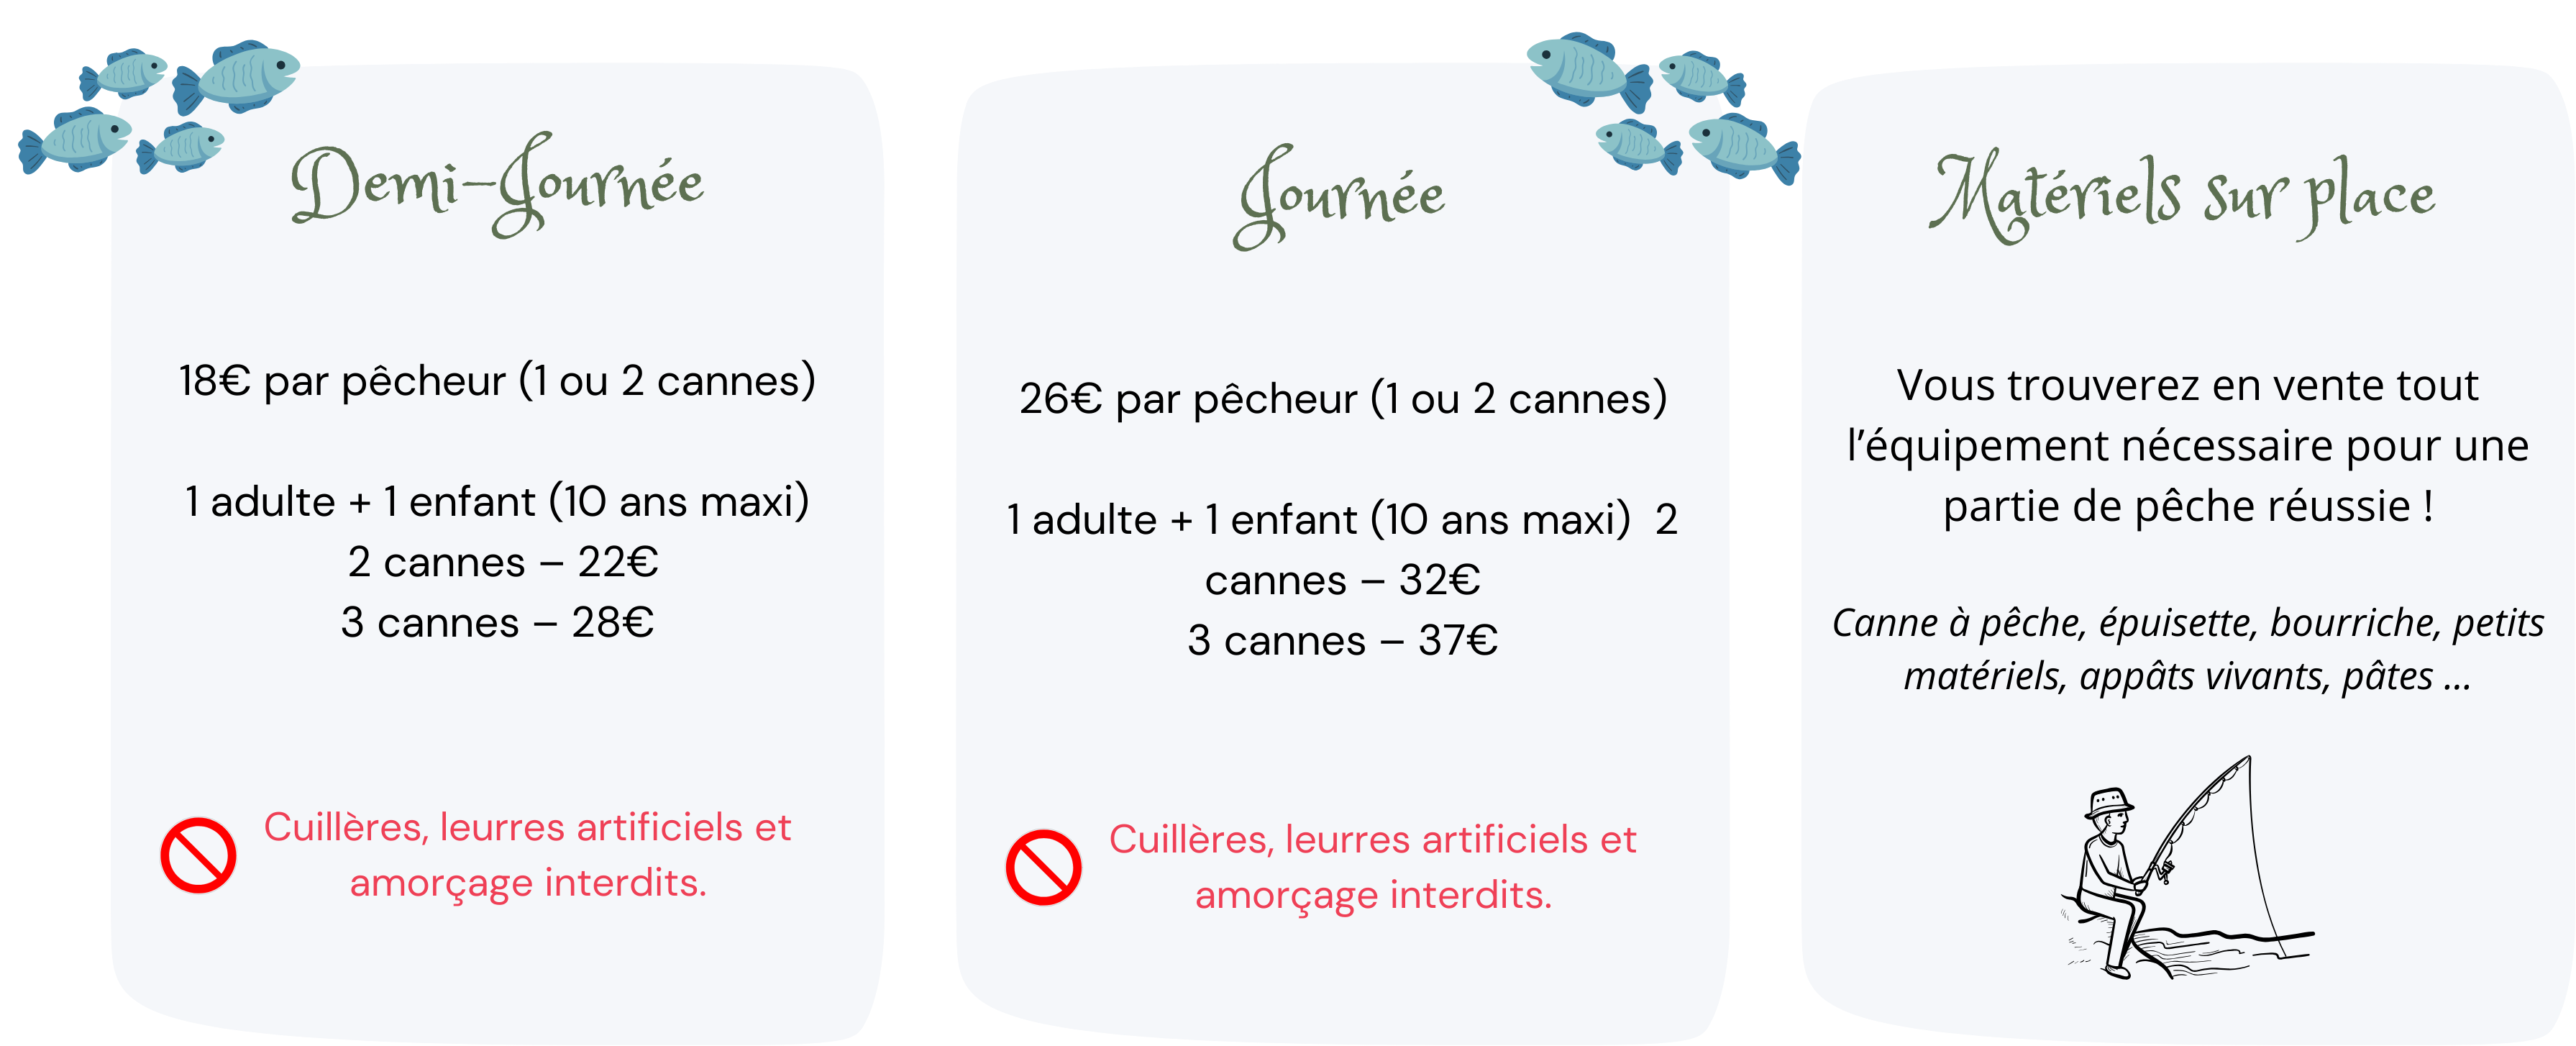 Demi-Journée
18€ par pêcheur (1 ou 2 cannes)
1 adulte + 1 enfant (10 ans maxi)
2 cannes – 22€
3 cannes – 28€
Cuillères, leurres artificiels et
amorçage interdits.
Journée
26€ par pêcheur (1 ou 2 cannes)
1 adulte + 1 enfant (10 ans maxi)  2
cannes – 32€
3 cannes – 37€
Cuillères, leurres artificiels et
amorçage interdits.
Matériels sur place
Vous trouverez en vente tout
l’équipement nécessaire pour une
partie de pêche réussie !
Canne à pêche, épuisette, bourriche, petits
matériels, appâts vivants, pâtes ...